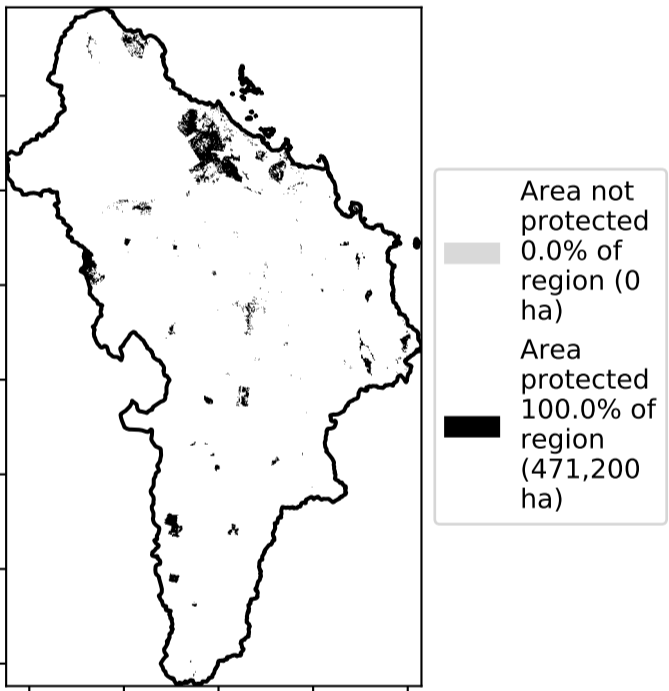 Area not
protected
0.0% of
region (0
ha)
Area
protected
100.0% of
region
(471,200
ha)